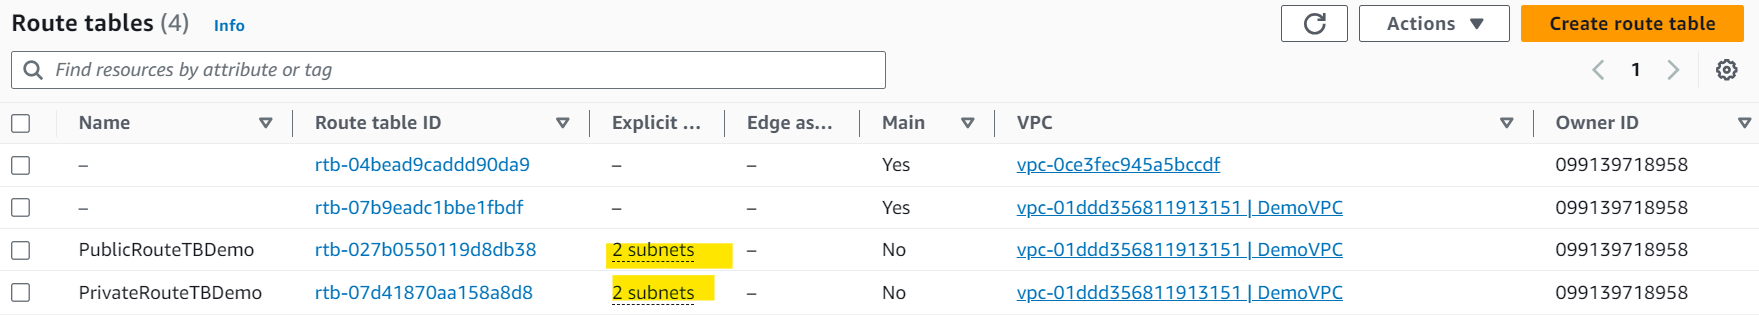 Route tables (4) Info
Actions
Create route table
Find resources by attribute or tag
1
Name Route table ID Explicit ... Edge as... Main VPC Owner ID
– rtb-04bead9caddd90da9 – – Yes vpc-0ce3fec945a5bccdf 099139718958
– rtb-07b9eadc1bbe1fbdf – – Yes vpc-01ddd356811913151 | DemoVPC 099139718958
PublicRouteTBDemo rtb-027b0550119d8db38 2 subnets – No vpc-01ddd356811913151 | DemoVPC 099139718958
PrivateRouteTBDemo rtb-07d41870aa158a8d8 2 subnets – No vpc-01ddd356811913151 | DemoVPC 099139718958